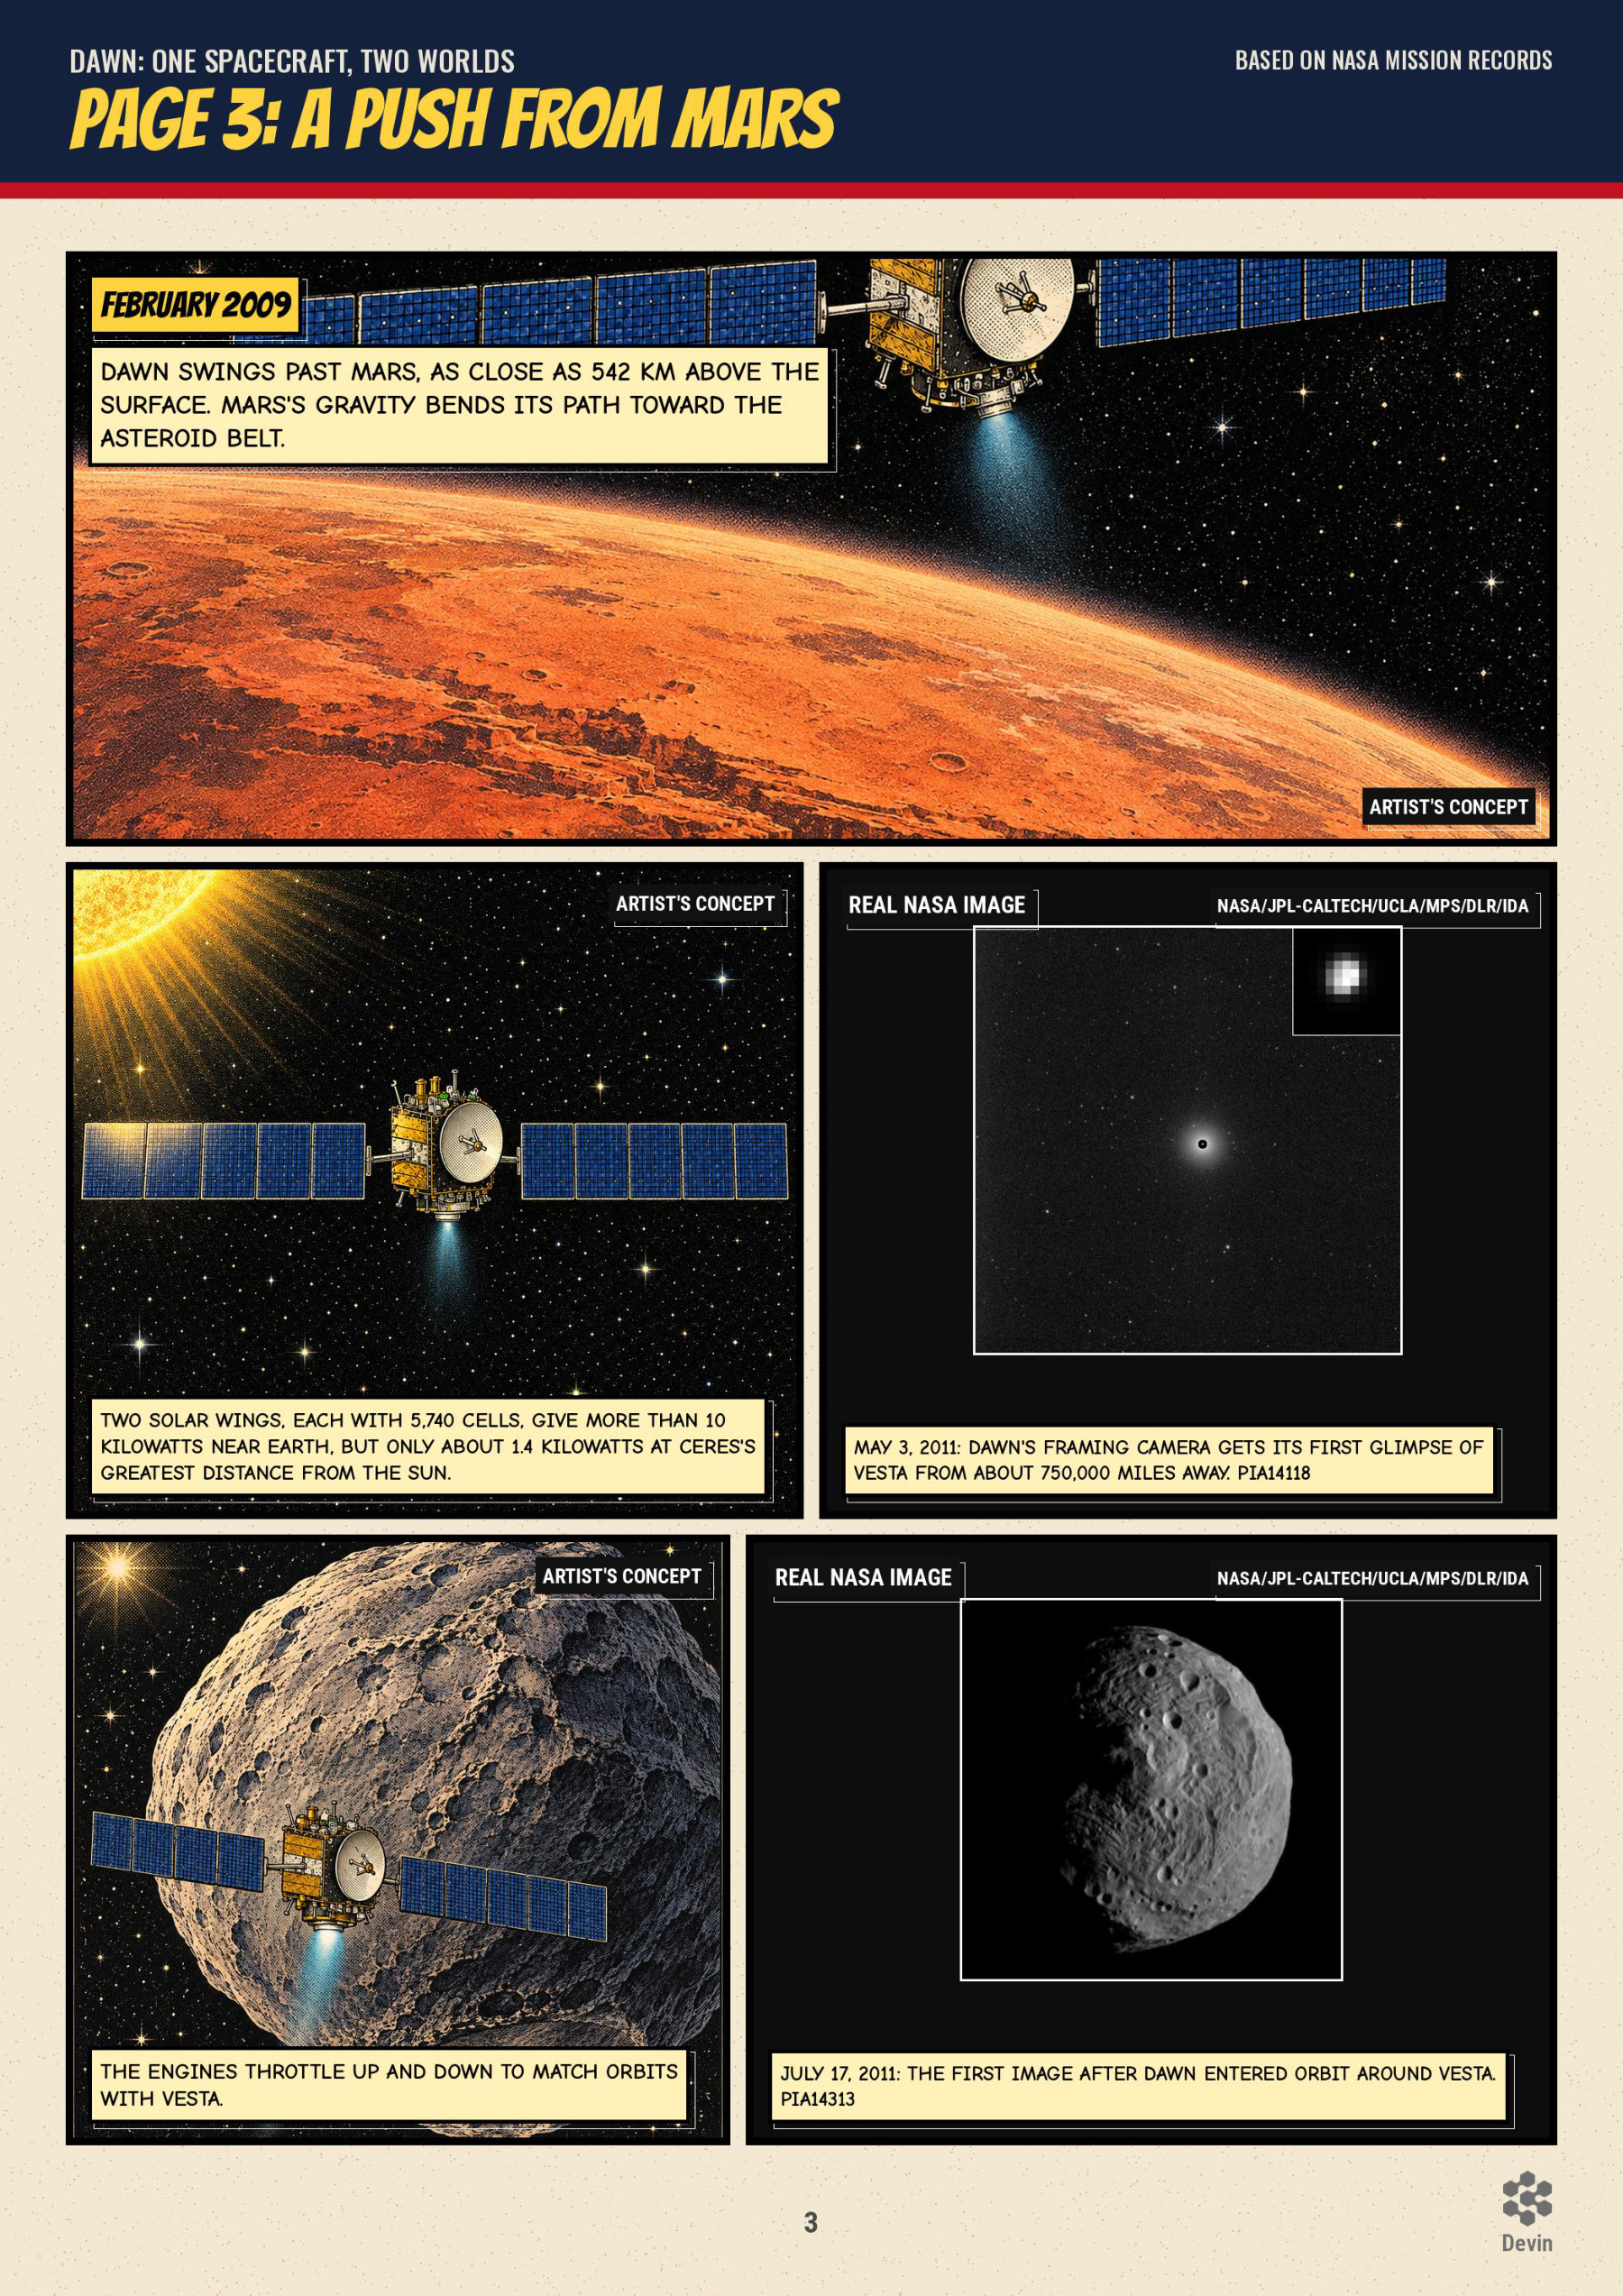 DAWN: ONE SPACECRAFT, TWO WORLDS
BASED ON NASA MISSION RECORDS
PAGE 3: A PUSH FROM MARS
FEBRUARY 2009
DAWN SWINGS PAST MARS, AS CLOSE AS 542 KM ABOVE THE
SURFACE. MARS'S GRAVITY BENDS ITS PATH TOWARD THE
ASTEROID BELT.
ARTIST'S CONCEPT
ARTIST'S CONCEPT
TWO SOLAR WINGS, EACH WITH 5,740 CELLS, GIVE MORE THAN 10
KILOWATTS NEAR EARTH, BUT ONLY ABOUT 1.4 KILOWATTS AT CERES'S
GREATEST DISTANCE FROM THE SUN.
REAL NASA IMAGE
NASA/JPL-CALTECH/UCLA/MPS/DLR/IDA
MAY 3, 2011: DAWN'S FRAMING CAMERA GETS ITS FIRST GLIMPSE OF
VESTA FROM ABOUT 750,000 MILES AWAY. PIA14118
ARTIST'S CONCEPT
THE ENGINES THROTTLE UP AND DOWN TO MATCH ORBITS
WITH VESTA.
REAL NASA IMAGE
NASA/JPL-CALTECH/UCLA/MPS/DLR/IDA
JULY 17, 2011: THE FIRST IMAGE AFTER DAWN ENTERED ORBIT AROUND VESTA.
PIA14313
3
Devin